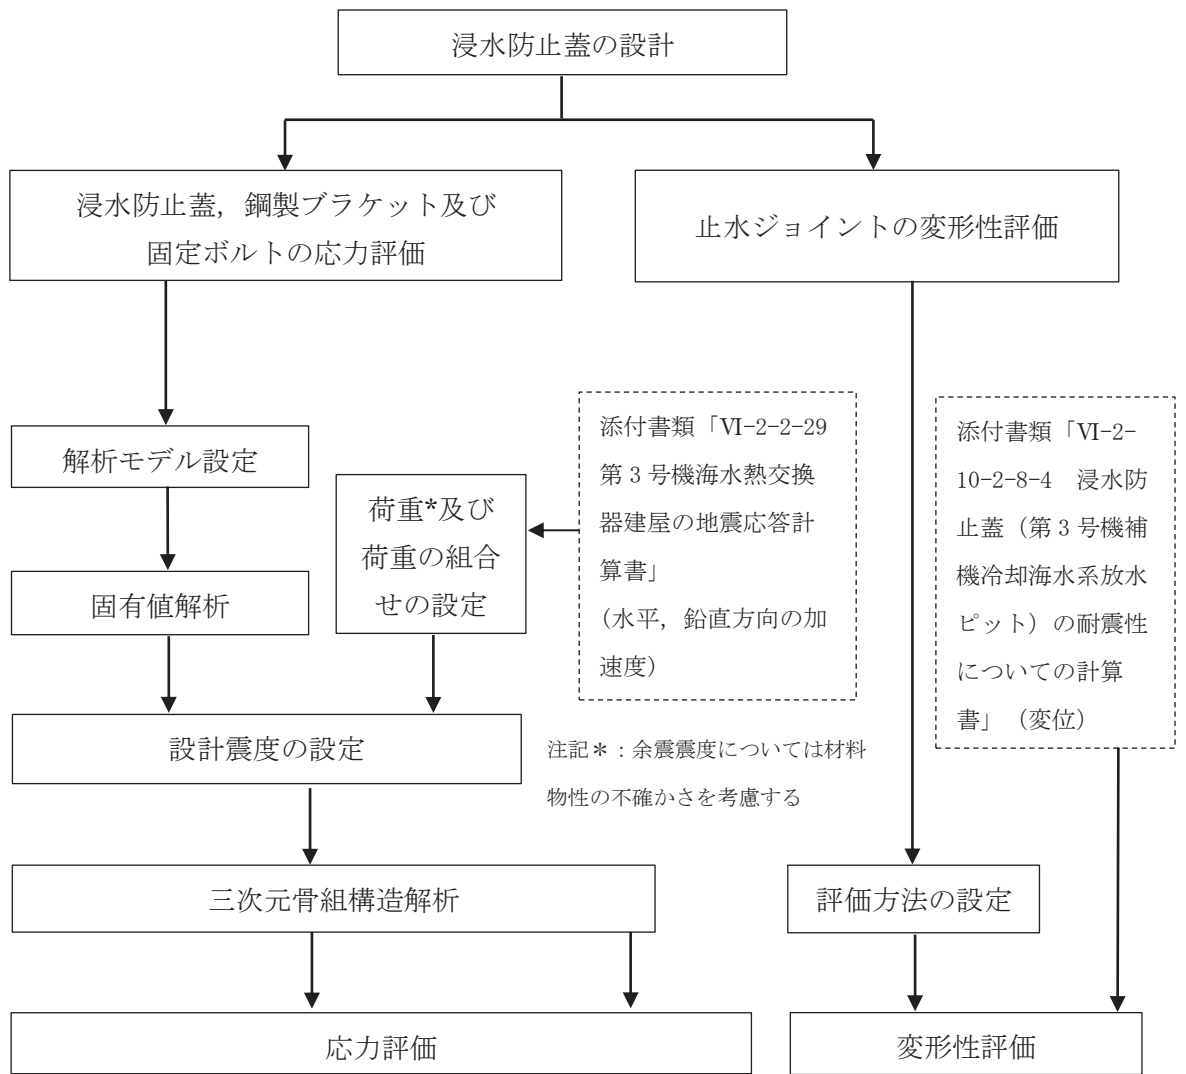 浸水防止蓋の設計
浸水防止蓋，鋼製ブラケット及び
固定ボルトの応力評価
止水ジョイントの変形性評価
解析モデル設定
固有値解析
荷重*及び
荷重の組合
せの設定
添付書類「Ⅵ-2-2-29
第3号機海水熱交換
器建屋の地震応答計
算書」
（水平，鉛直方向の加
速度）
添付書類「Ⅵ-2-
10-2-8-4　浸水防
止蓋（第3号機補
機冷却海水系放水
ピット）の耐震性
についての計算
書」（変位）
設計震度の設定
注記＊：余震震度については材料
物性の不確かさを考慮する
三次元骨組構造解析
評価方法の設定
応力評価
変形性評価